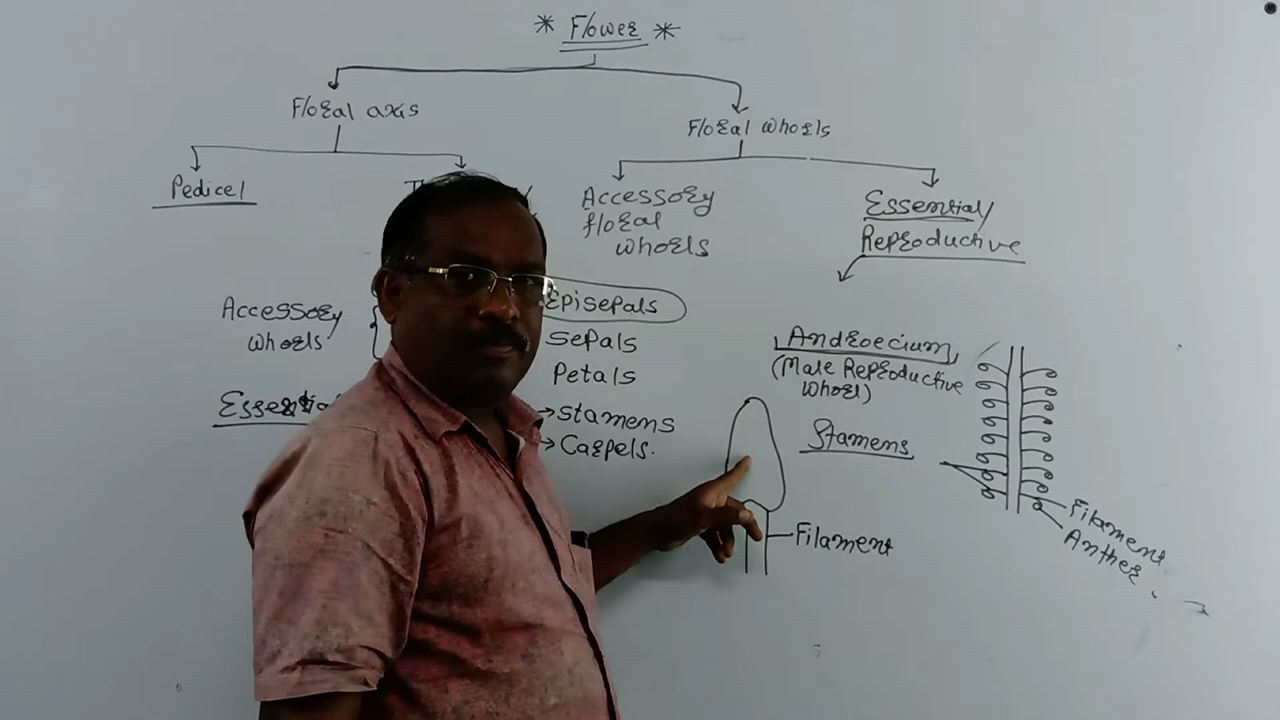 * Flower *
Floral axis
Floral whorls
Pedicel
Accessory
floral
whorls
Essential/
Reproductive
Accessory
whorls
Episepals
Sepals
Petals
→Stamens
→Carpels.
Androecium
(Male Reproductive
whorl)
Stamens
Filament
Filament
Anther